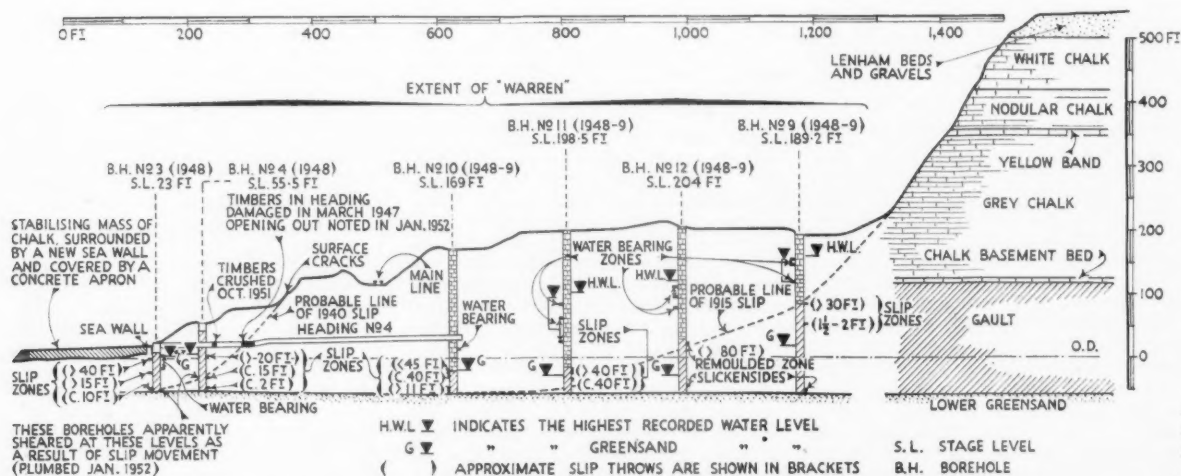 0 FT 200 400 600 800 1,000 1,200 1,400
500 FT
400
300
200
100
0
LENHAM BEDS
AND GRAVELS
WHITE CHALK
NODULAR CHALK
YELLOW BAND
GREY CHALK
CHALK BASEMENT BED
GAULT
O.D.
LOWER GREENSAND
EXTENT OF "WARREN"
B.H. Nº 3 (1948)
S.L. 23 FT
B.H. Nº 4 (1948)
S.L. 55·5 FT
B.H. Nº 10 (1948-9)
S.L. 169 FT
B.H. Nº 11 (1948-9)
S.L. 198·5 FT
B.H. Nº 12 (1948-9)
S.L. 204 FT
B.H. Nº 9 (1948-9)
S.L. 189·2 FT
STABILISING MASS OF
CHALK, SURROUNDED
BY A NEW SEA WALL
AND COVERED BY A
CONCRETE APRON
TIMBERS IN HEADING
DAMAGED IN MARCH 1947
OPENING OUT NOTED IN JAN. 1952
TIMBERS
CRUSHED
OCT. 1951
SURFACE
CRACKS
MAIN
LINE
PROBABLE LINE
OF 1940 SLIP
HEADING Nº 4
SEA WALL
WATER
BEARING
WATER BEARING
ZONES
H.W.L.
H.W.L.
H.W.L.
PROBABLE LINE
OF 1915 SLIP
SLIP
ZONES
(> 30 FT)
(1½-2 FT)
SLIP
ZONES
G
G
G
G
G
SLIP
ZONES
(> 40 FT)
(> 15 FT)
(C. 10 FT)
(>-20 FT)
(C. 15 FT)
(C. 2 FT)
SLIP
ZONES
(<45 FT)
(C. 40 FT)
(11 FT)
(> 40 FT)
(C. 40 FT)
(> 80 FT)
REMOULDED ZONE
SLICKENSIDES
WATER BEARING
THESE BOREHOLES APPARENTLY
SHEARED AT THESE LEVELS AS
A RESULT OF SLIP MOVEMENT
(PLUMBED JAN. 1952)
H.W.L INDICATES THE HIGHEST RECORDED WATER LEVEL
G " " GREENSAND " " "
( ) APPROXIMATE SLIP THROWS ARE SHOWN IN BRACKETS
S.L. STAGE LEVEL
B.H. BOREHOLE